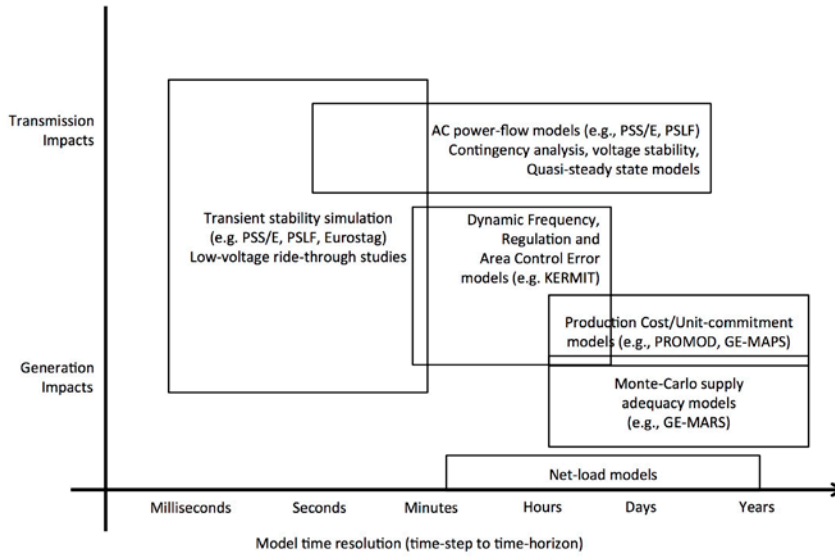 Transmission
Impacts
AC power-flow models (e.g., PSS/E, PSLF)
Contingency analysis, voltage stability,
Quasi-steady state models
Transient stability simulation
(e.g. PSS/E, PSLF, Eurostag)
Low-voltage ride-through studies
Dynamic Frequency,
Regulation and
Area Control Error
models (e.g. KERMIT)
Production Cost/Unit-commitment
models (e.g., PROMOD, GE-MAPS)
Generation
Impacts
Monte-Carlo supply
adequacy models
(e.g., GE-MARS)
Net-load models
Milliseconds Seconds Minutes Hours Days Years
Model time resolution (time-step to time-horizon)